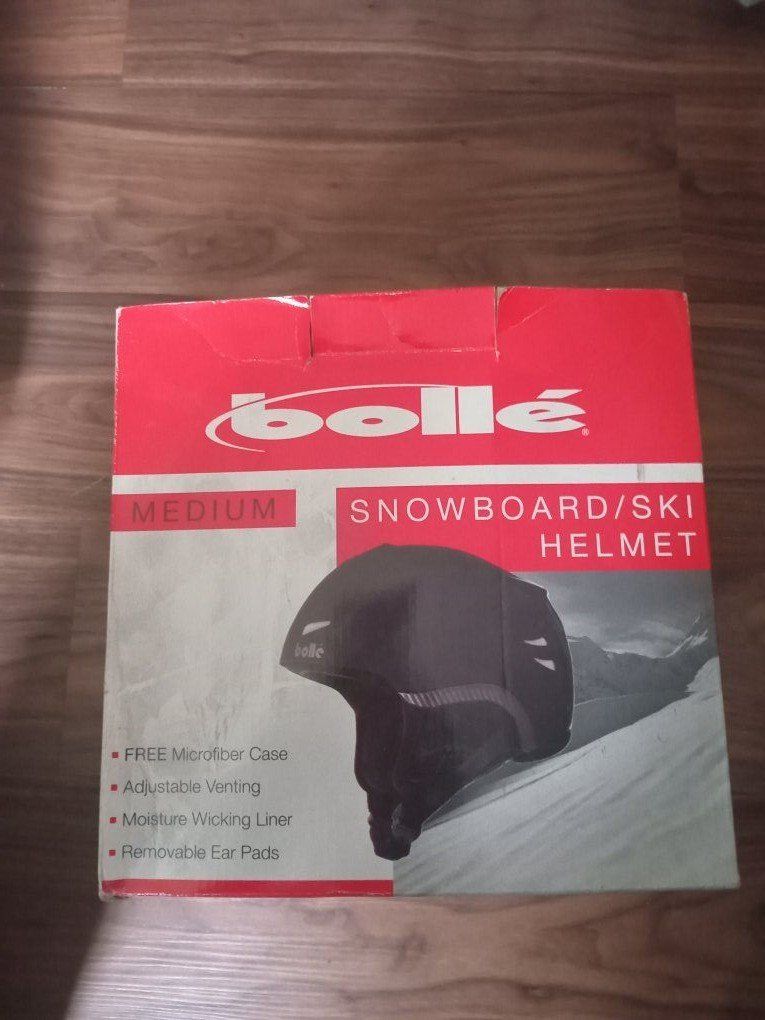 bollé®
MEDIUM
SNOWBOARD/SKI
HELMET
bollé
▪ FREE Microfiber Case
▪ Adjustable Venting
▪ Moisture Wicking Liner
▪ Removable Ear Pads